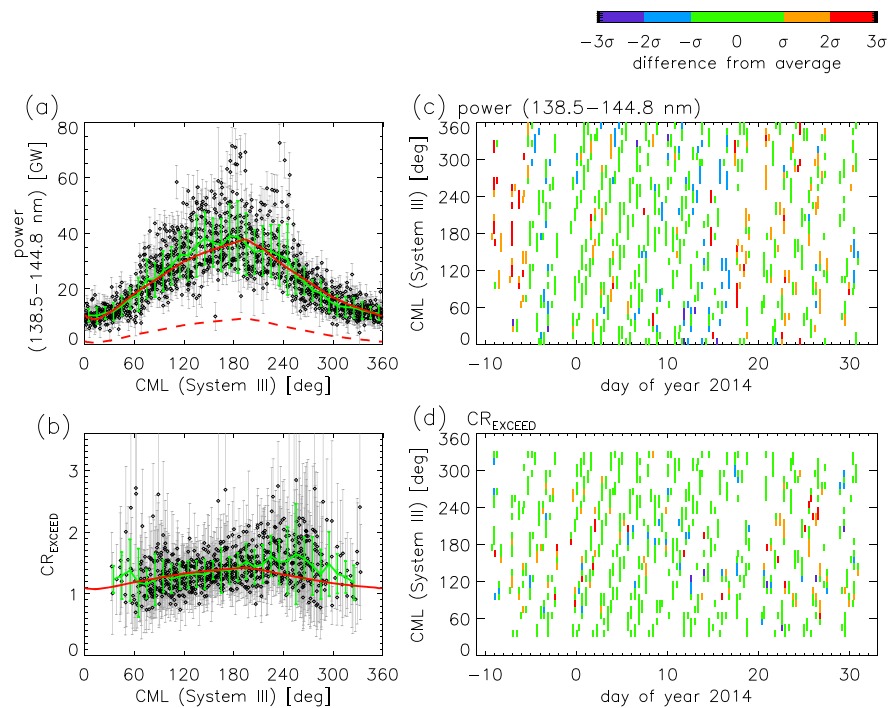 −3σ −2σ −σ 0 σ 2σ 3σ
difference from average
(a)
power
(138.5−144.8 nm) [GW]
80
60
40
20
0
0 60 120 180 240 300 360
CML (System III) [deg]
(c) power (138.5−144.8 nm)
CML (System III) [deg]
360
300
240
180
120
60
0
−10 0 10 20 30
day of year 2014
(b)
CR_EXCEED
3
2
1
0
0 60 120 180 240 300 360
CML (System III) [deg]
(d) CR_EXCEED
CML (System III) [deg]
360
300
240
180
120
60
0
−10 0 10 20 30
day of year 2014